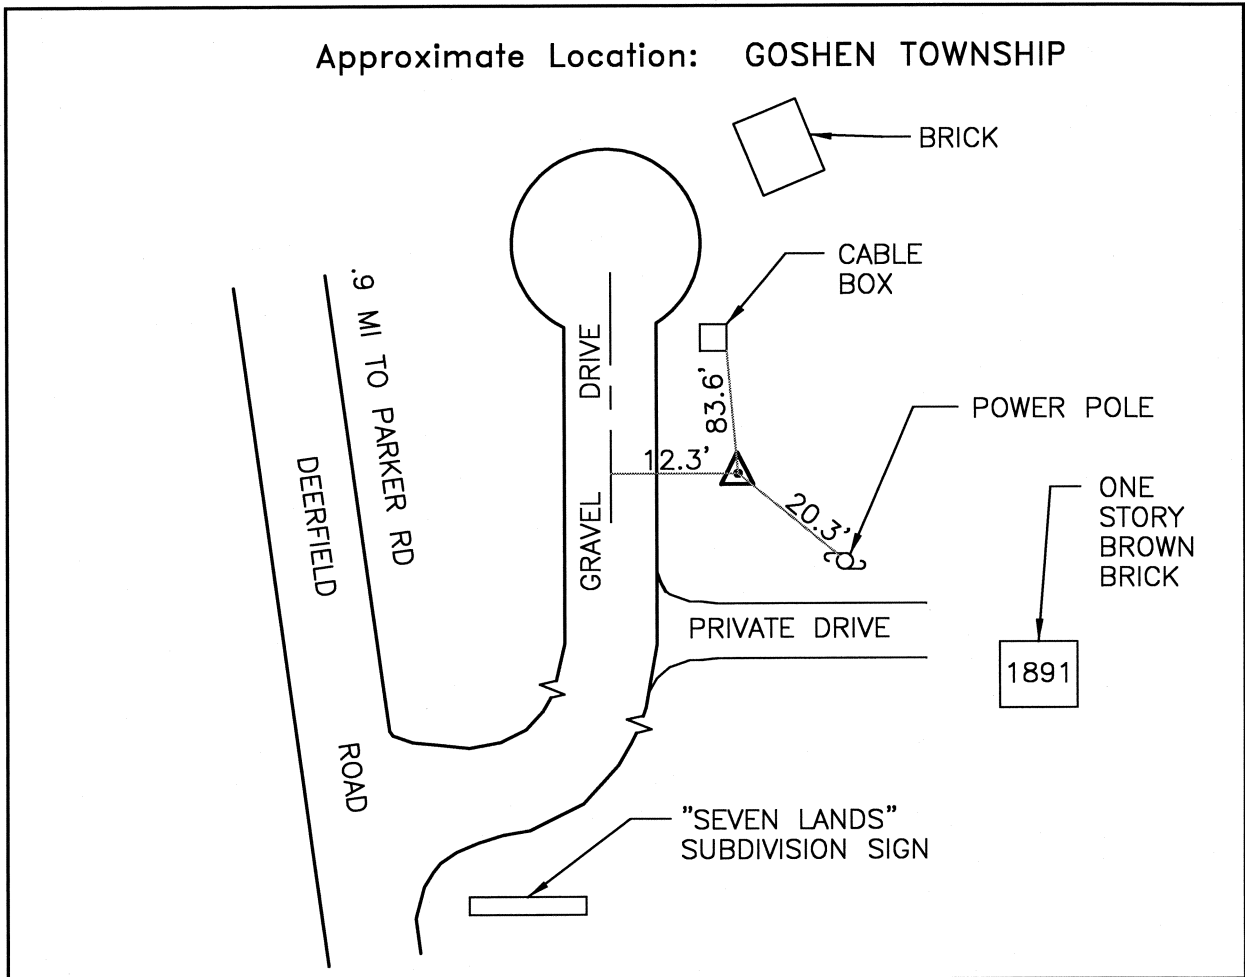 Approximate Location: GOSHEN TOWNSHIP
BRICK
CABLE
BOX
.9 MI TO PARKER RD
DEERFIELD
ROAD
GRAVEL DRIVE
83.6'
12.3'
20.3'
POWER POLE
ONE
STORY
BROWN
BRICK
PRIVATE DRIVE
1891
"SEVEN LANDS"
SUBDIVISION SIGN